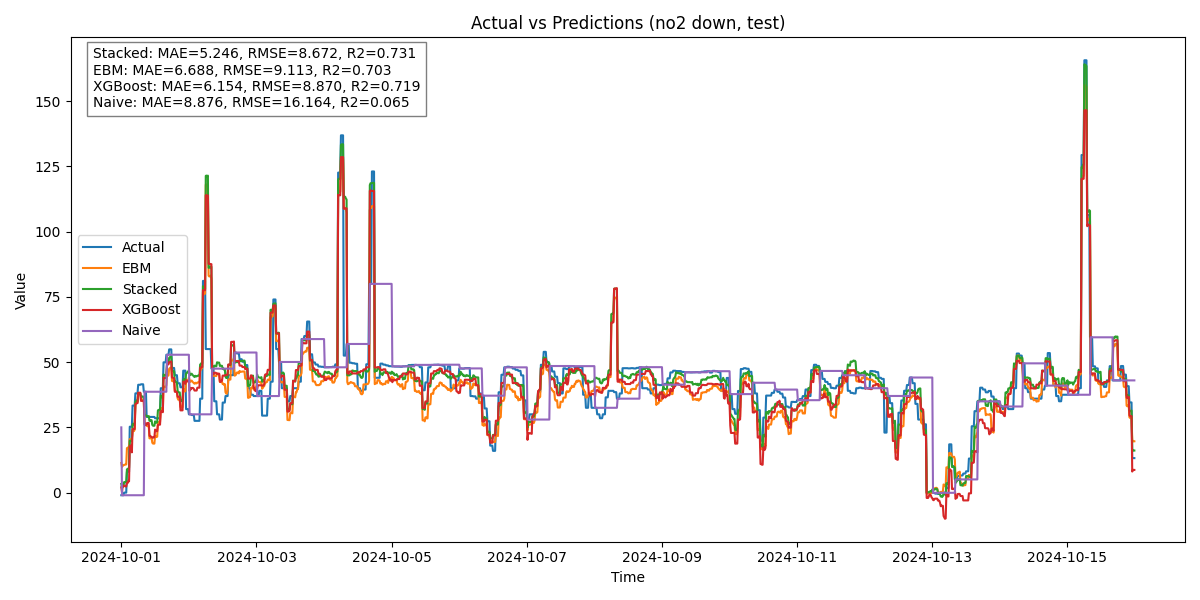 Actual vs Predictions (no2 down, test)
Stacked: MAE=5.246, RMSE=8.672, R2=0.731
EBM: MAE=6.688, RMSE=9.113, R2=0.703
XGBoost: MAE=6.154, RMSE=8.870, R2=0.719
Naive: MAE=8.876, RMSE=16.164, R2=0.065
150
125
100
75
50
25
0
Value
Actual
EBM
Stacked
XGBoost
Naive
2024-10-01 2024-10-03 2024-10-05 2024-10-07 2024-10-09 2024-10-11 2024-10-13 2024-10-15
Time